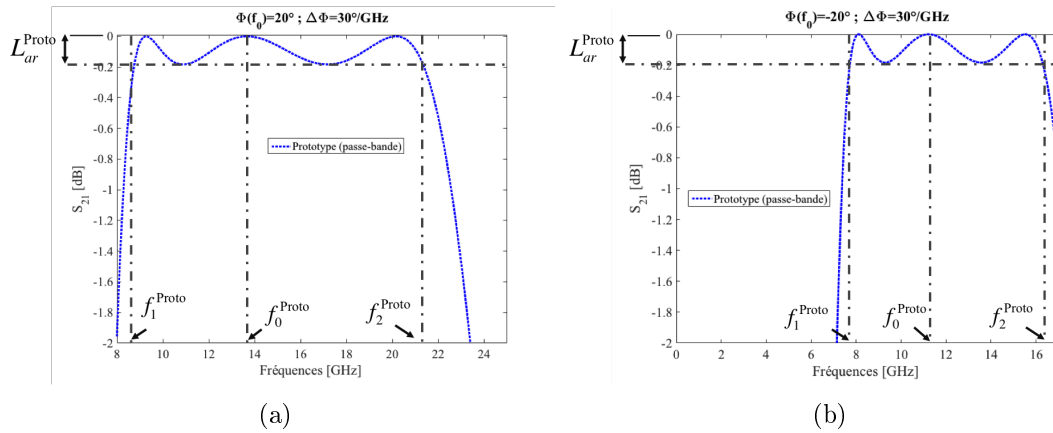 Φ(f0)=20° ; ΔΦ=30°/GHz
L_ar^Proto
0
-0.2
-0.4
-0.6
-0.8
-1
-1.2
-1.4
-1.6
-1.8
-2
S21 [dB]
Prototype (passe-bande)
f1^Proto
f0^Proto
f2^Proto
8 10 12 14 16 18 20 22 24
Fréquences [GHz]
(a)
Φ(f0)=-20° ; ΔΦ=30°/GHz
L_ar^Proto
0
-0.2
-0.4
-0.6
-0.8
-1
-1.2
-1.4
-1.6
-1.8
-2
S21 [dB]
Prototype (passe-bande)
f1^Proto
f0^Proto
f2^Proto
0 2 4 6 8 10 12 14 16
Fréquences [GHz]
(b)